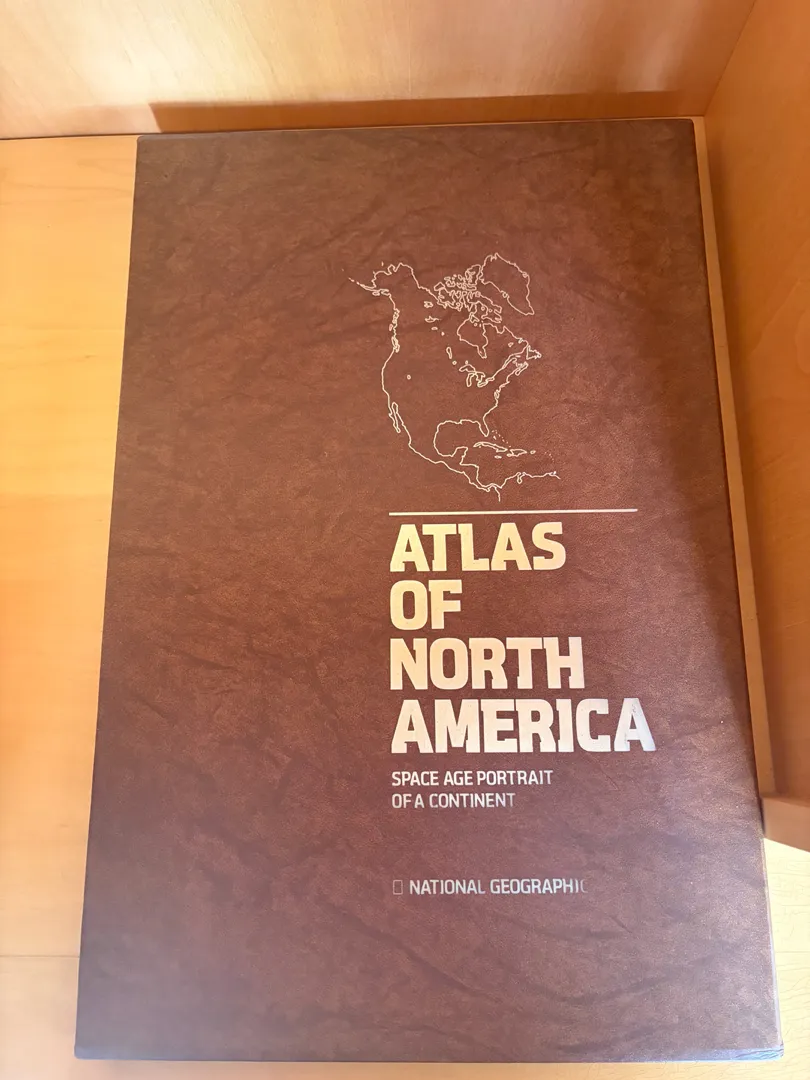 ATLAS
OF
NORTH
AMERICA
SPACE AGE PORTRAIT
OF A CONTINENT
NATIONAL GEOGRAPHIC